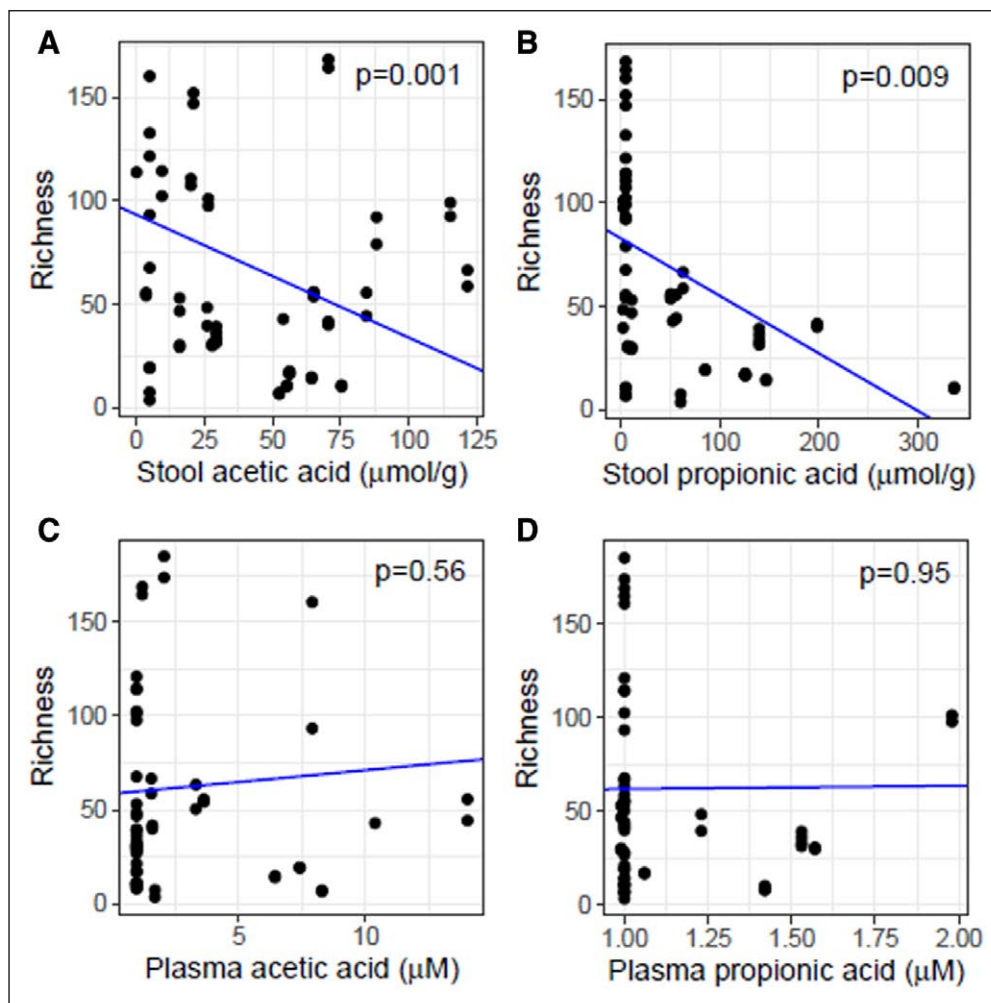 A
p=0.001
Richness
150
100
50
0
0 25 50 75 100 125
Stool acetic acid (μmol/g)
B
p=0.009
Richness
150
100
50
0
0 100 200 300
Stool propionic acid (μmol/g)
C
p=0.56
Richness
150
100
50
0
5 10
Plasma acetic acid (μM)
D
p=0.95
Richness
150
100
50
0
1.00 1.25 1.50 1.75 2.00
Plasma propionic acid (μM)